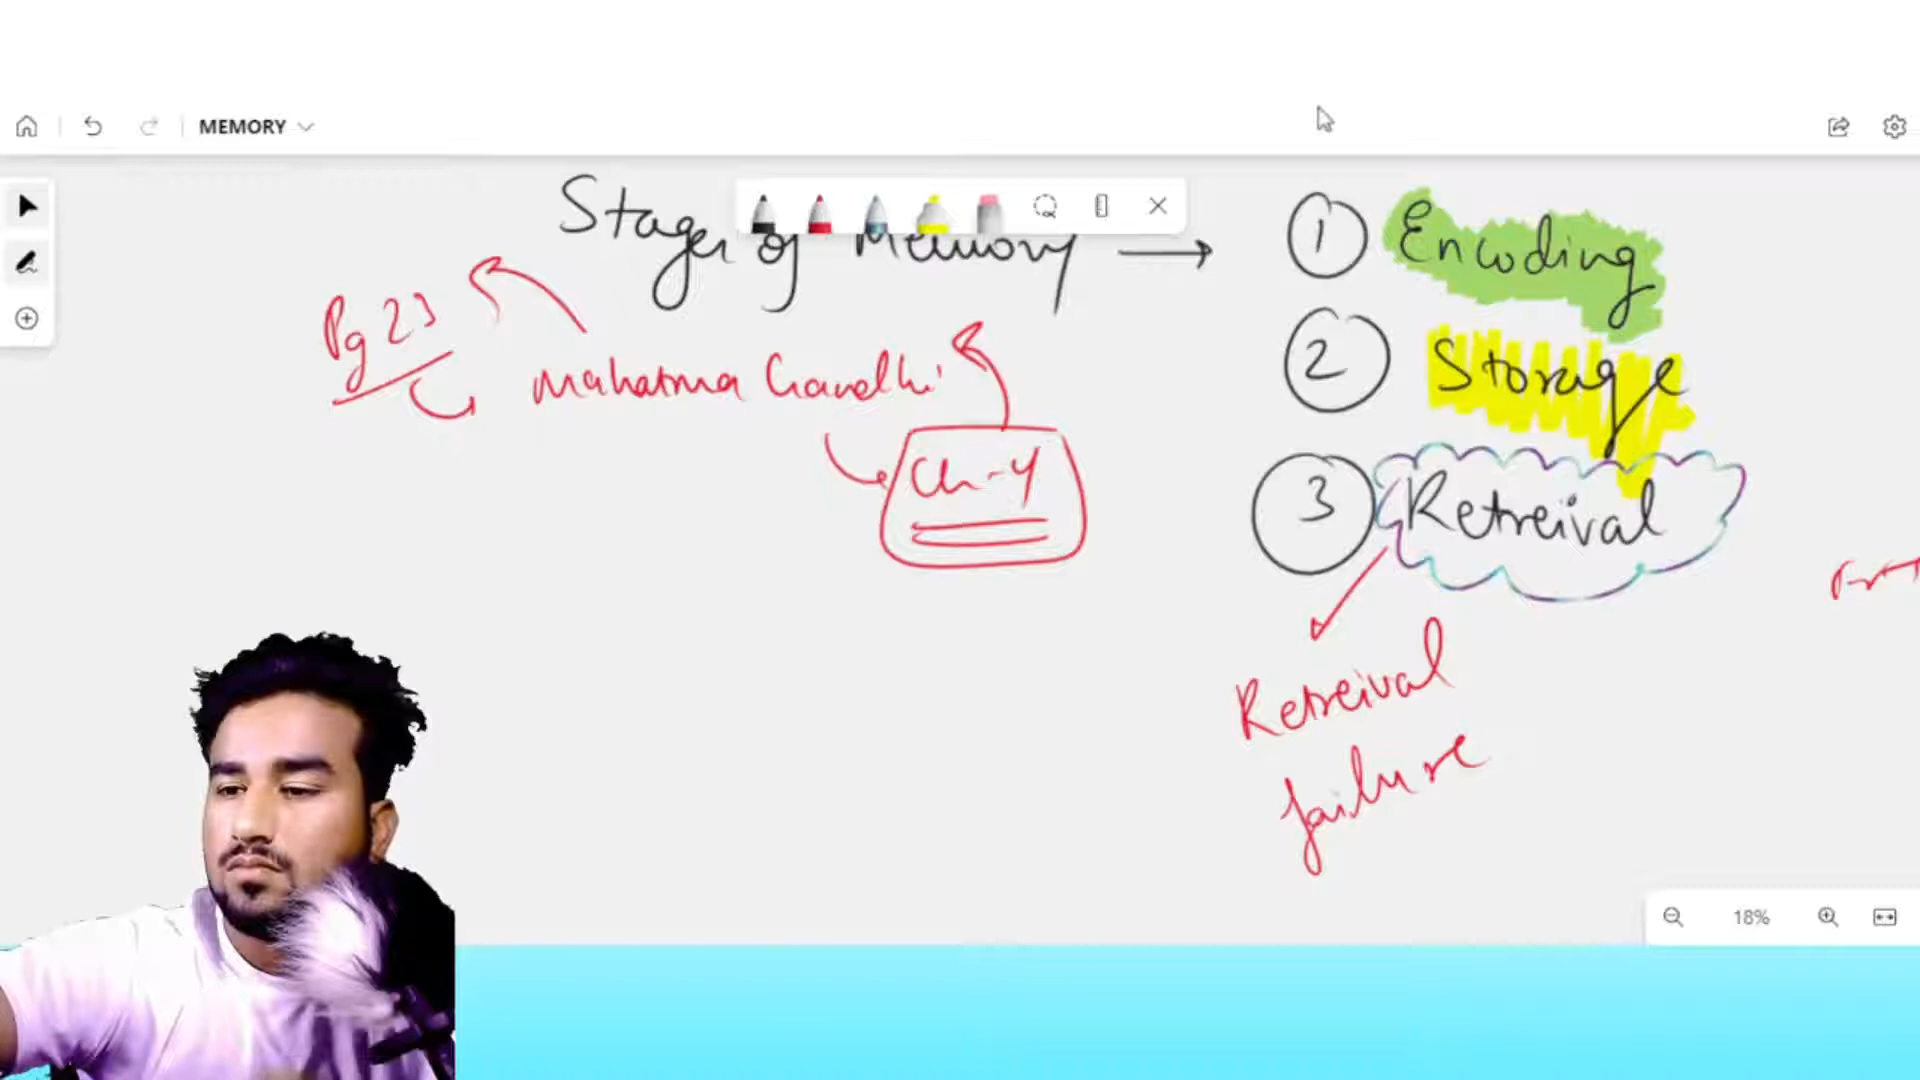 MEMORY
Stages of Memory → ① Encoding
② Storage
③ Retreival
Pg 23
Mahatma Gandhi
Ch-4
Retreival
failure
18%